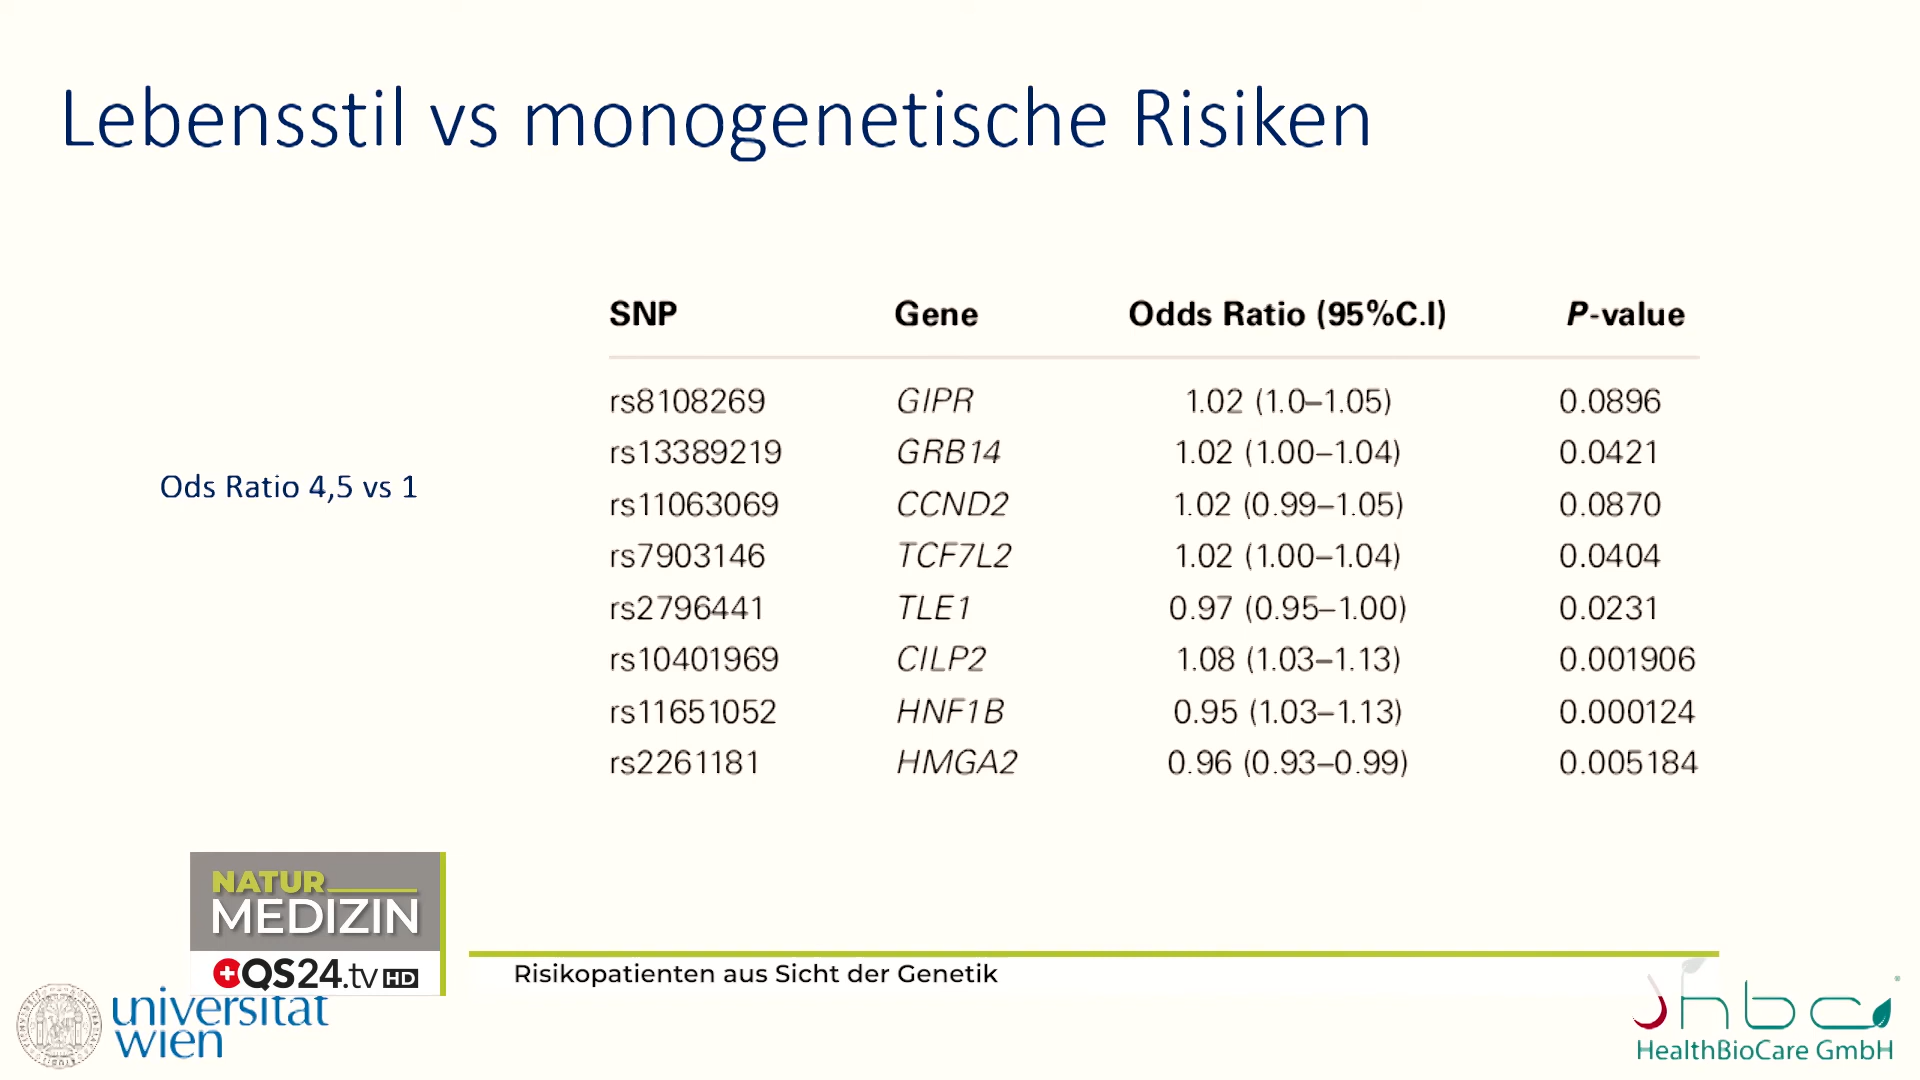 Lebensstil vs monogenetische Risiken
Ods Ratio 4,5 vs 1
SNP Gene Odds Ratio (95%C.I) P-value
rs8108269 GIPR 1.02 (1.0–1.05) 0.0896
rs13389219 GRB14 1.02 (1.00–1.04) 0.0421
rs11063069 CCND2 1.02 (0.99–1.05) 0.0870
rs7903146 TCF7L2 1.02 (1.00–1.04) 0.0404
rs2796441 TLE1 0.97 (0.95–1.00) 0.0231
rs10401969 CILP2 1.08 (1.03–1.13) 0.001906
rs11651052 HNF1B 0.95 (1.03–1.13) 0.000124
rs2261181 HMGA2 0.96 (0.93–0.99) 0.005184
NATUR
MEDIZIN
QS24.tv HD
Risikopatienten aus Sicht der Genetik
universität
wien
hbc
HealthBioCare GmbH